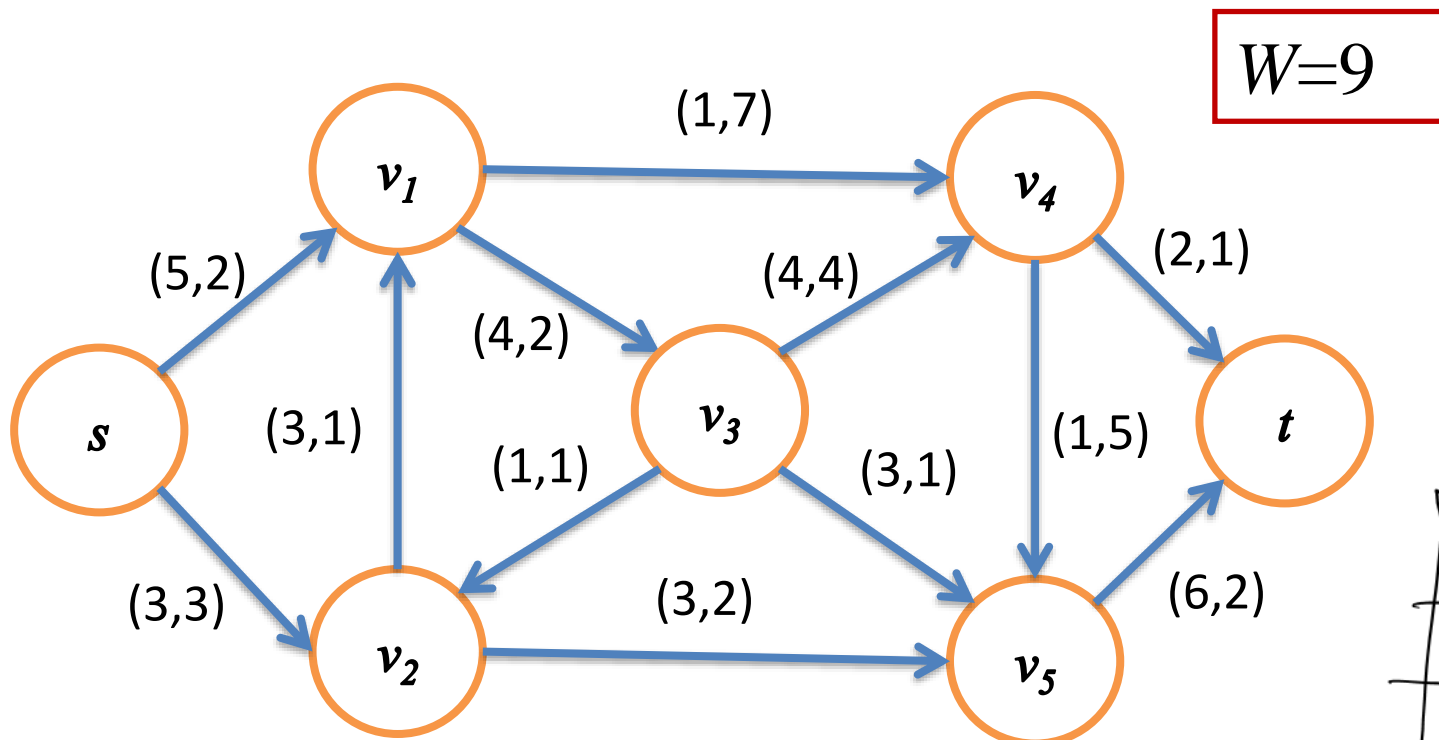 W=9
(1,7)
v1
v4
(5,2)
(4,4)
(2,1)
(4,2)
s
(3,1)
v3
(1,5)
t
(1,1)
(3,1)
(3,3)
(3,2)
(6,2)
v2
v5